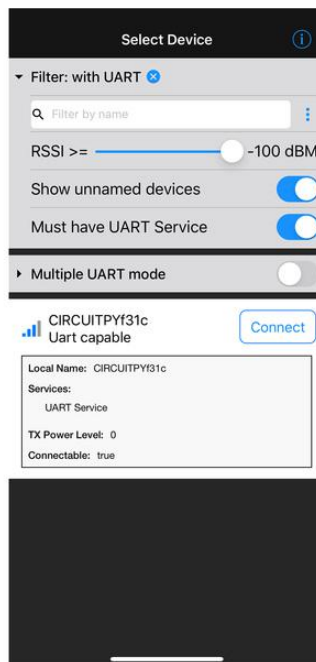 Select Device
Filter: with UART
Filter by name
RSSI >= -100 dBM
Show unnamed devices
Must have UART Service
Multiple UART mode
CIRCUITPYf31c
Uart capable
Connect
Local Name: CIRCUITPYf31c
Services:
UART Service
TX Power Level: 0
Connectable: true